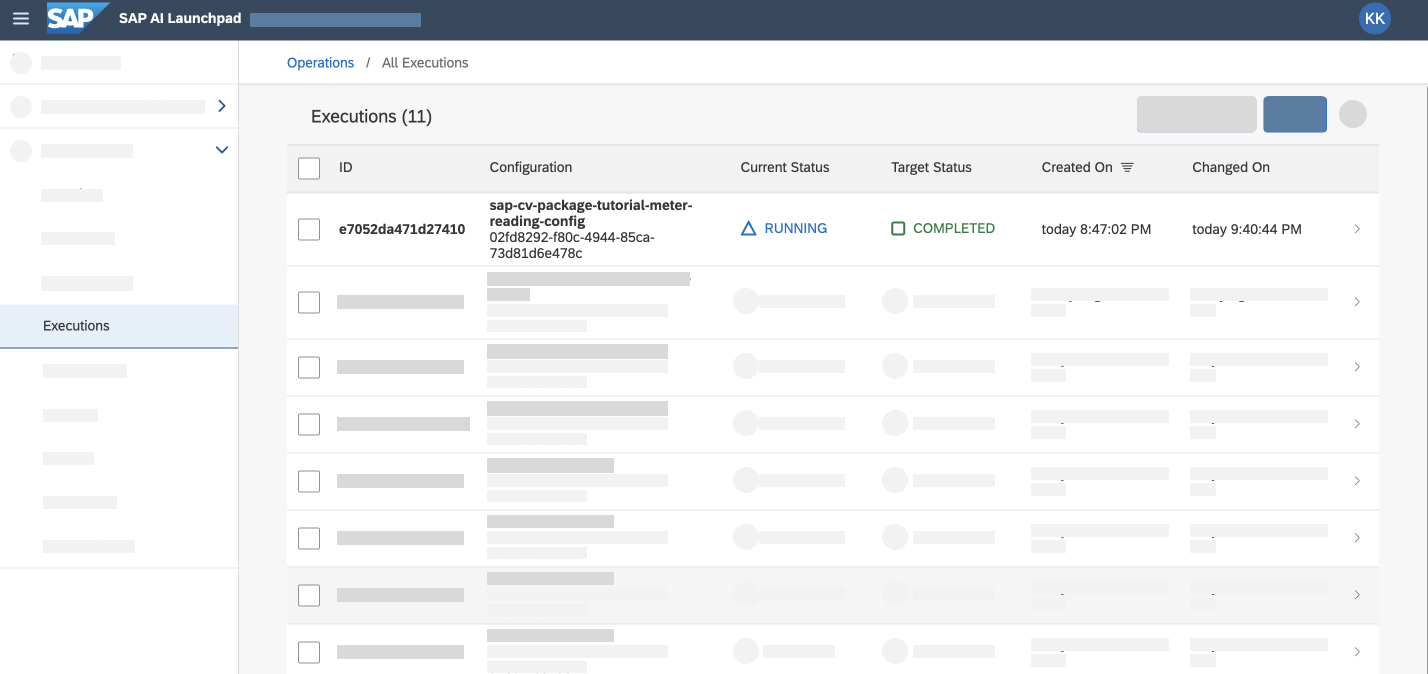 SAP SAP AI Launchpad KK
Operations / All Executions
Executions (11)
ID Configuration Current Status Target Status Created On Changed On
e7052da471d27410 sap-cv-package-tutorial-meter-
reading-config
02fd8292-f80c-4944-85ca-
73d81d6e478c
RUNNING COMPLETED today 8:47:02 PM today 9:40:44 PM
Executions